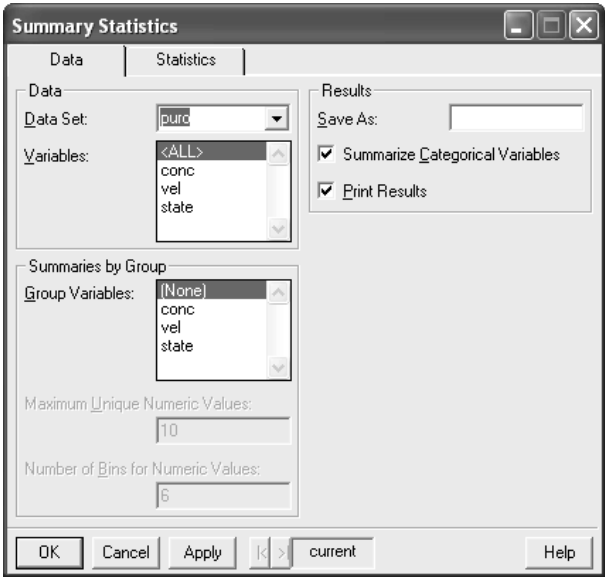 Summary Statistics
Data
Statistics
Data
Data Set:
puro
Variables:
<ALL>
conc
vel
state
Summaries by Group
Group Variables:
(None)
conc
vel
state
Maximum Unique Numeric Values:
10
Number of Bins for Numeric Values:
6
Results
Save As:
Summarize Categorical Variables
Print Results
OK
Cancel
Apply
current
Help